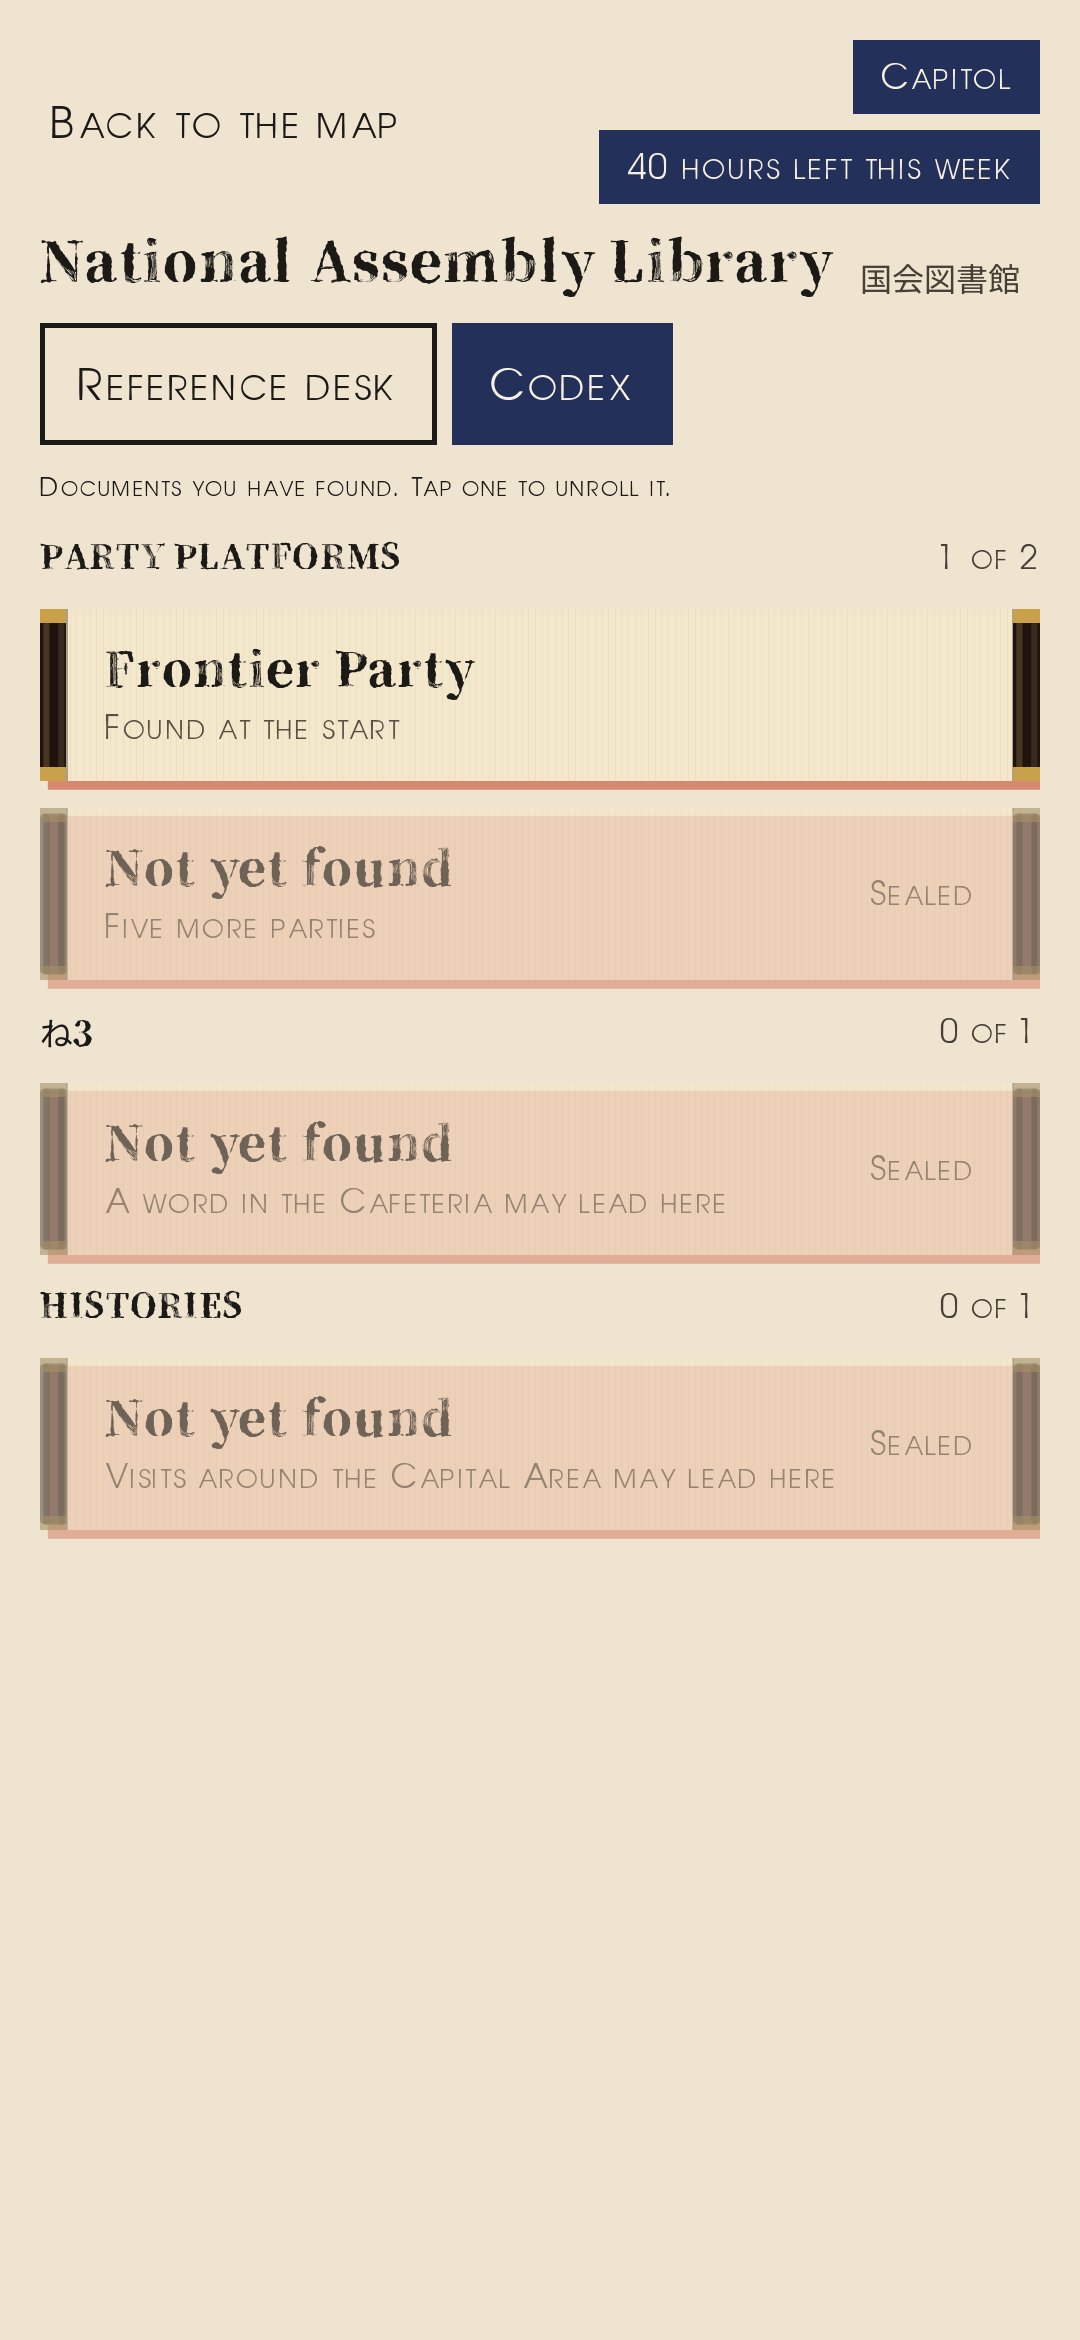 Capitol
Back to the map
40 hours left this week
National Assembly Library 国会図書館
Reference desk Codex
Documents you have found. Tap one to unroll it.
PARTY PLATFORMS 1 of 2
Frontier Party
Found at the start
Not yet found
Sealed
Five more parties
ね3 0 of 1
Not yet found
Sealed
A word in the Cafeteria may lead here
HISTORIES 0 of 1
Not yet found
Sealed
Visits around the Capital Area may lead here